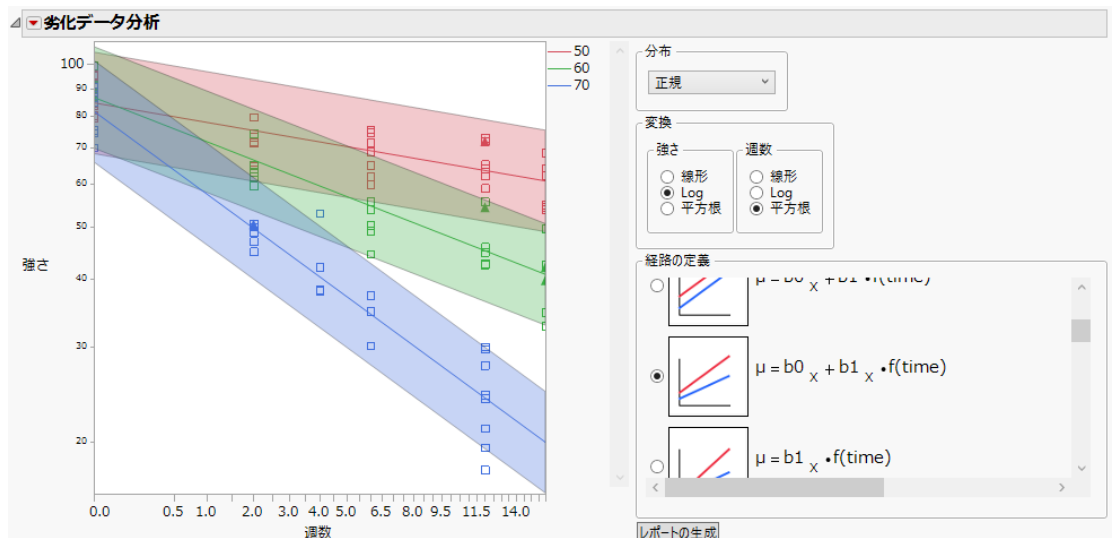 劣化データ分析
50
60
70
100
90
80
70
60
50
40
30
20
強さ
0.0 0.5 1.0 2.0 3.0 4.0 5.0 6.5 8.0 9.5 11.5 14.0
週数
分布
正規
変換
強さ
線形
Log
平方根
週数
線形
Log
平方根
経路の定義
μ = b0 X + b1 •f(time)
μ = b0 X + b1 X •f(time)
μ = b1 X •f(time)
レポートの生成